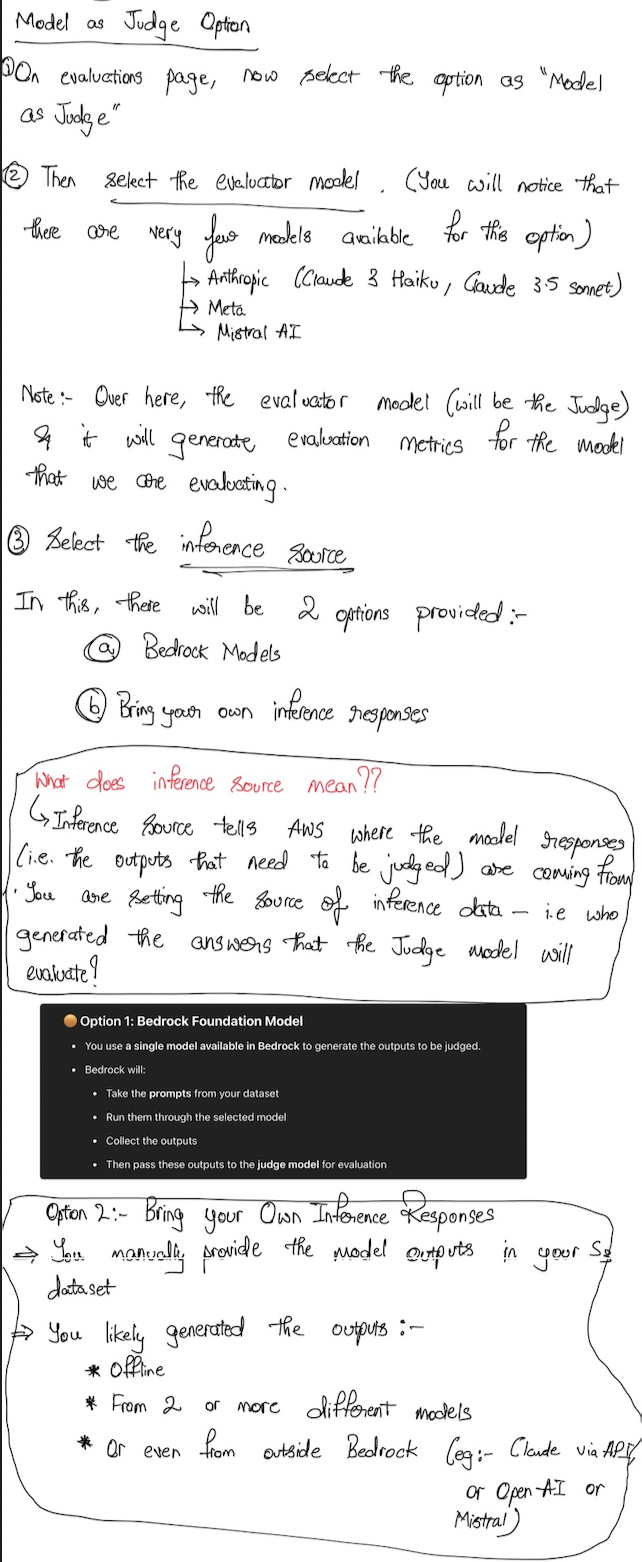 Model as Judge Option
① On evaluations page, now select the option as "Model
as Judge"
② Then select the evaluator model. (You will notice that
there are very few models available for this option)
↳ Anthropic (Claude 3 Haiku, Claude 3.5 sonnet)
↳ Meta
↳ Mistral AI
Note:- Over here, the evaluator model (will be the Judge)
& it will generate evaluation metrics for the model
that we are evaluating.
③ Select the inference source
In this, there will be 2 options provided:-
ⓐ Bedrock Models
ⓑ Bring your own inference responses
What does inference source mean??
↳ Inference source tells AWS where the model responses
(i.e. the outputs that need to be judged) are coming from
. You are setting the source of inference data – i.e who
generated the answers that the Judge model will
evaluate?
Option 1: Bedrock Foundation Model
• You use a single model available in Bedrock to generate the outputs to be judged.
• Bedrock will:
• Take the prompts from your dataset
• Run them through the selected model
• Collect the outputs
• Then pass these outputs to the judge model for evaluation
Option 2:- Bring your Own Inference Responses
⇒ You manually provide the model outputs in your S3
dataset
⇒ You likely generated the outputs:-
* Offline
* From 2 or more different models
* Or even from outside Bedrock (eg:- Claude via API
or Open-AI or
Mistral)